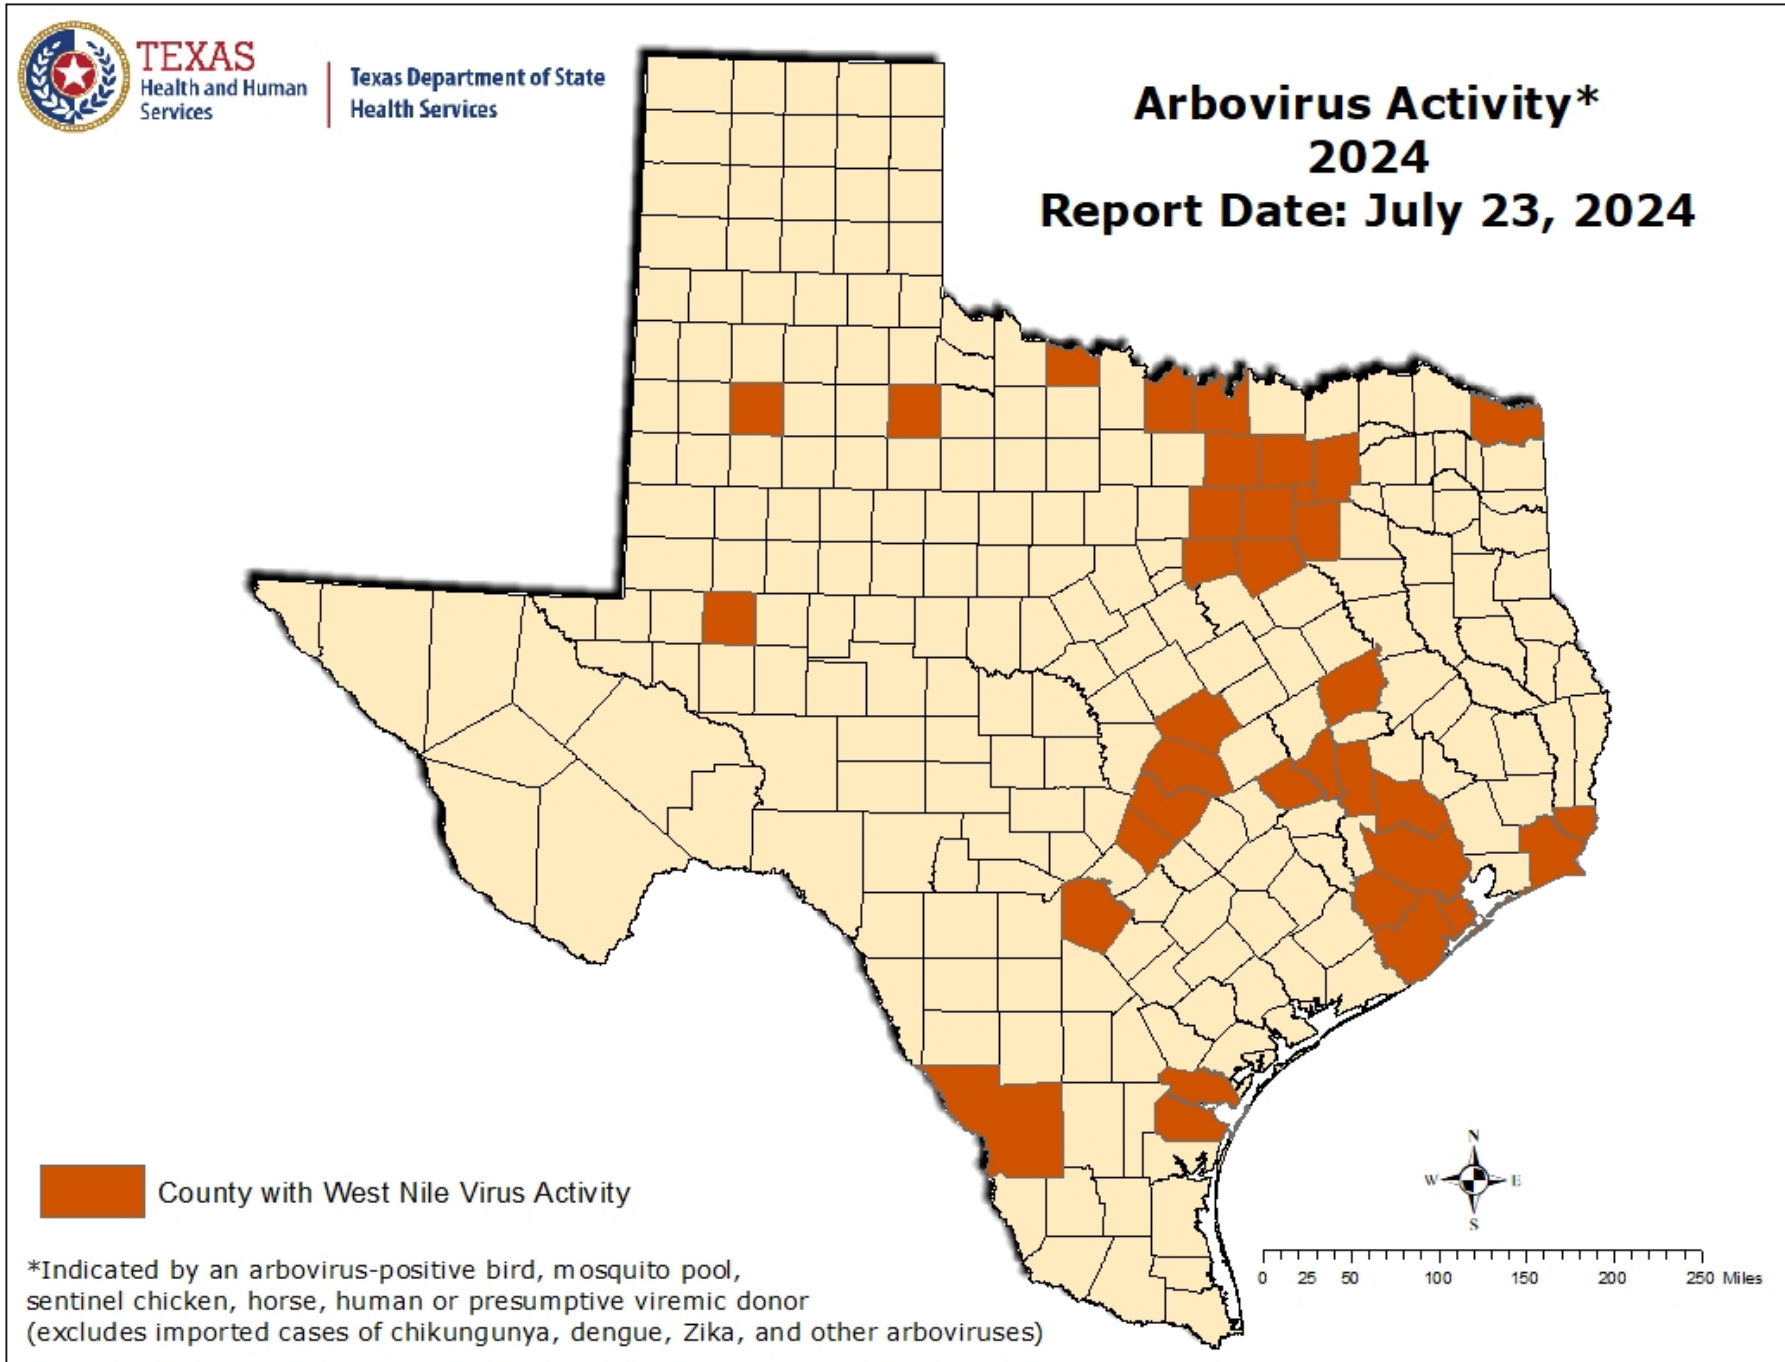 TEXAS
Health and Human
Services
Texas Department of State
Health Services
Arbovirus Activity*
2024
Report Date: July 23, 2024
County with West Nile Virus Activity
*Indicated by an arbovirus-positive bird, mosquito pool,
sentinel chicken, horse, human or presumptive viremic donor
(excludes imported cases of chikungunya, dengue, Zika, and other arboviruses)
N
W E
S
0 25 50 100 150 200 250 Miles